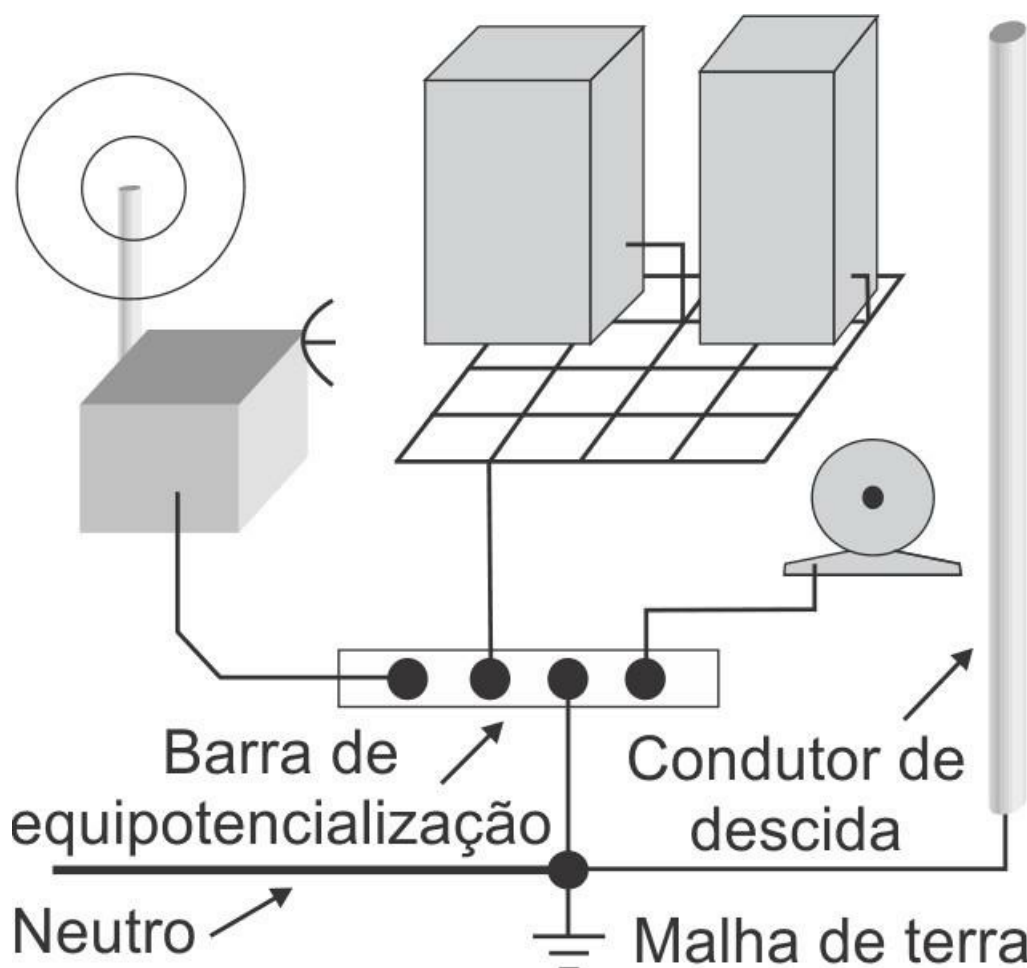 Barra de
equipotencialização
Condutor de
descida
Neutro
Malha de terra